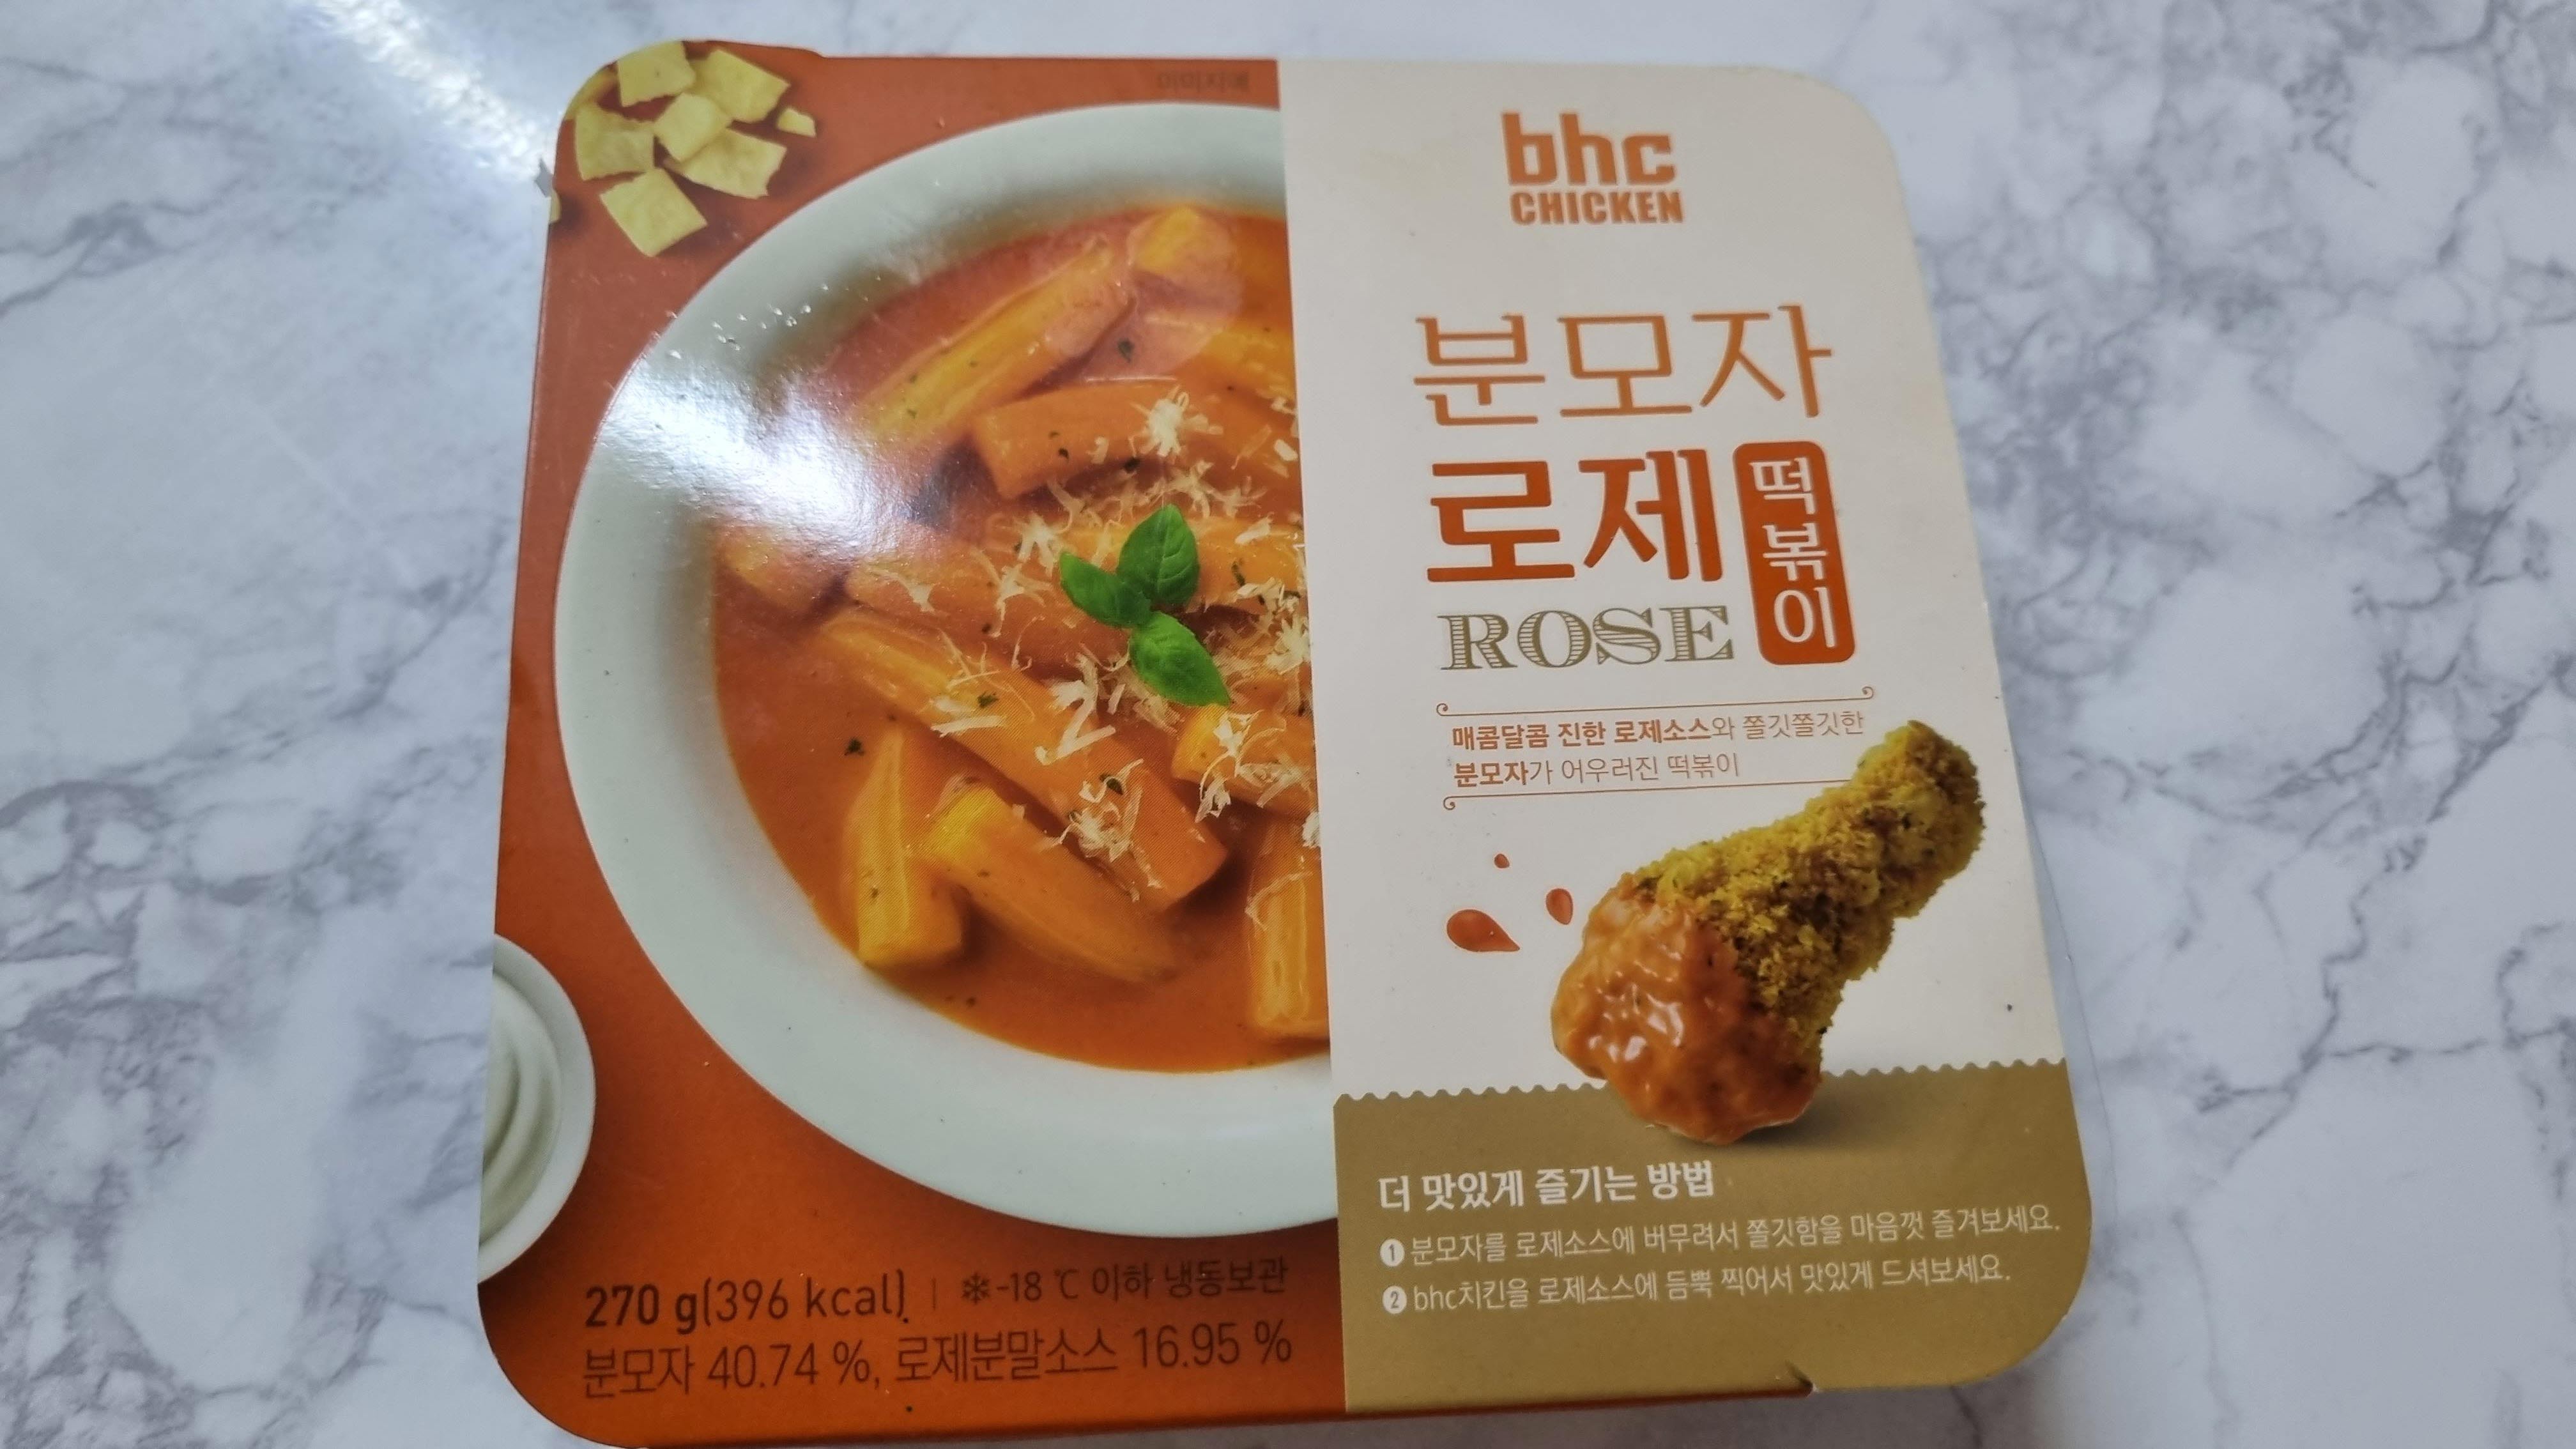 이미지예
bhc
CHICKEN
분모자
로제
떡볶이
ROSE
매콤달콤 진한 로제소스와 쫄깃쫄깃한
분모자가 어우러진 떡볶이
더 맛있게 즐기는 방법
❶ 분모자를 로제소스에 버무려서 쫄깃함을 마음껏 즐겨보세요.
❷ bhc치킨을 로제소스에 듬뿍 찍어서 맛있게 드셔보세요.
270 g(396 kcal) | -18 ℃ 이하 냉동보관
분모자 40.74 %, 로제분말소스 16.95 %